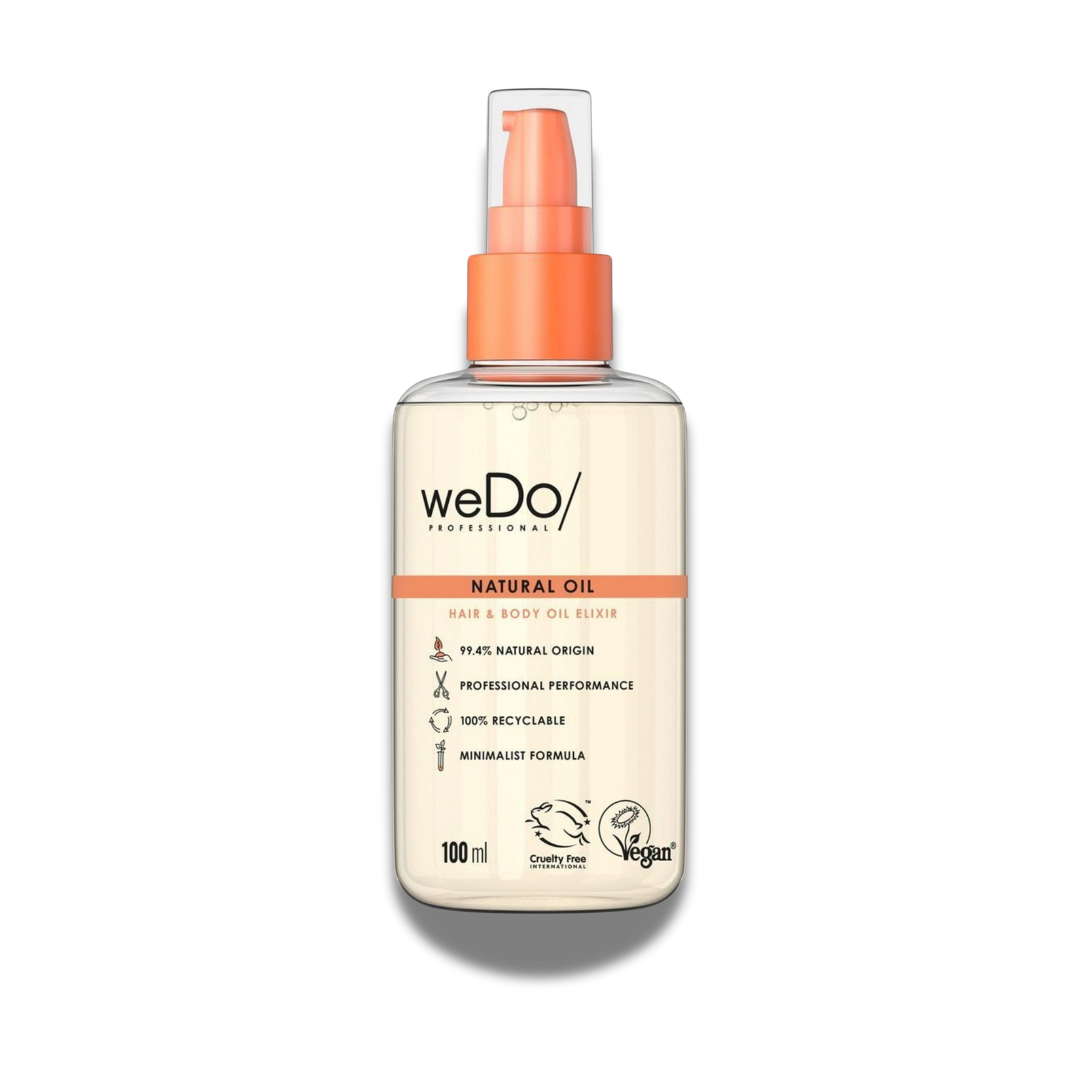 weDo/
PROFESSIONAL
NATURAL OIL
HAIR & BODY OIL ELIXIR
99.4% NATURAL ORIGIN
PROFESSIONAL PERFORMANCE
100% RECYCLABLE
MINIMALIST FORMULA
100 ml
Cruelty Free ™
INTERNATIONAL
Vegan®